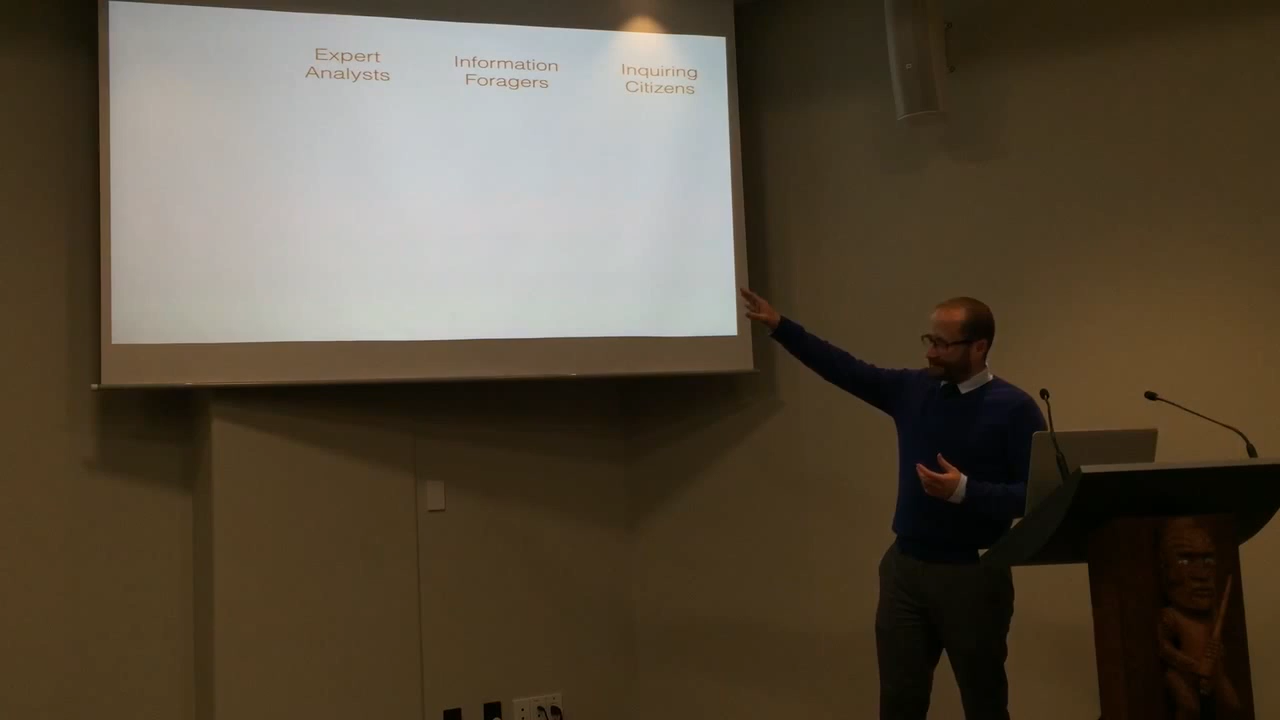 Expert
Analysts
Information
Foragers
Inquiring
Citizens